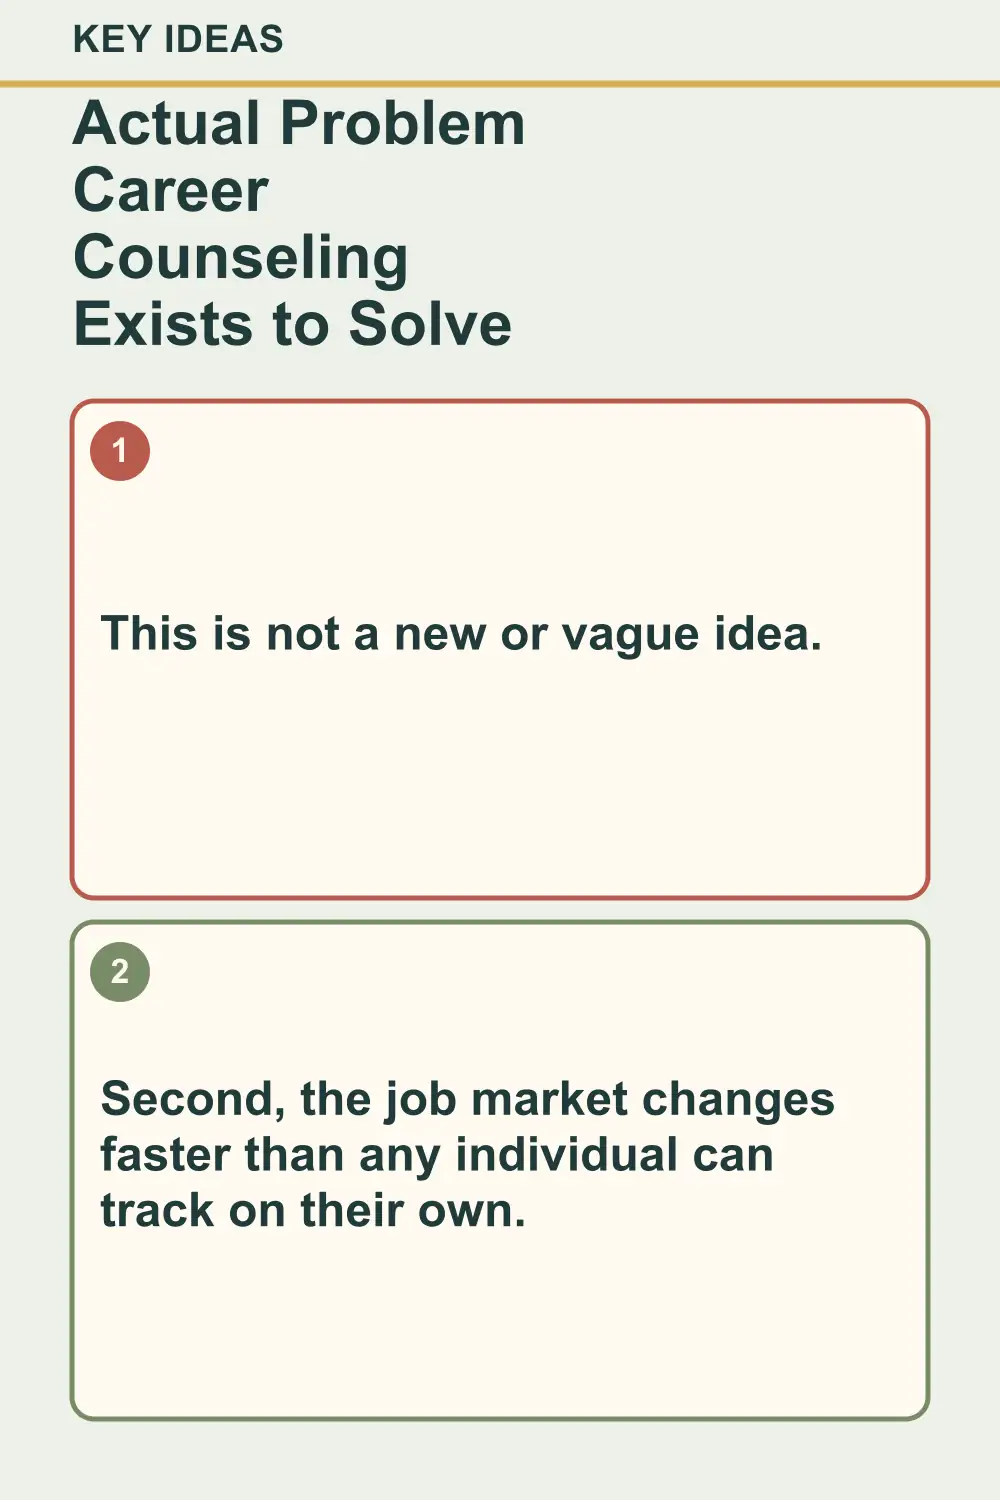 KEY IDEAS
Actual Problem
Career
Counseling
Exists to Solve
1
This is not a new or vague idea.
2
Second, the job market changes
faster than any individual can
track on their own.